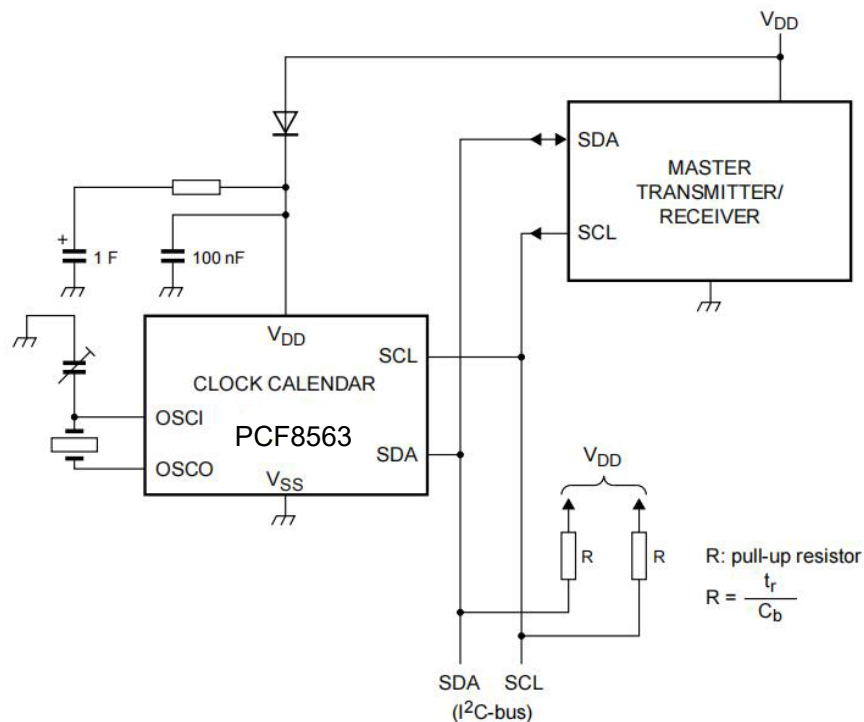 VDD
SDA
MASTER
TRANSMITTER/
RECEIVER
SCL
+
1 F
100 nF
VDD
SCL
CLOCK CALENDAR
OSCI
PCF8563
SDA
OSCO
VSS
VDD
R
R
R: pull-up resistor
R = tr
Cb
SDA SCL
(I2C-bus)